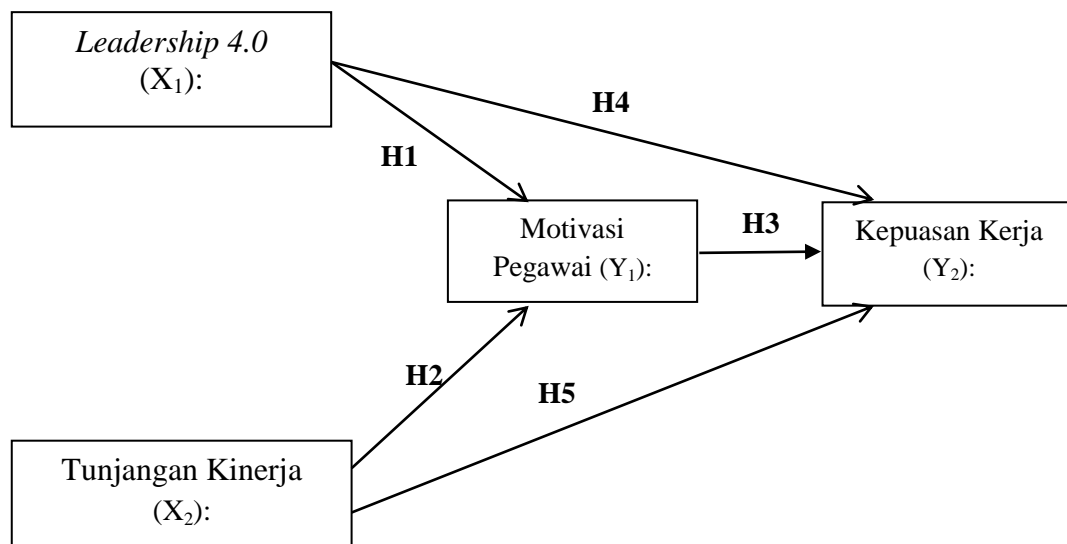 Leadership 4.0
(X₁):
H4
H1
Motivasi
Pegawai (Y₁):
H3
Kepuasan Kerja
(Y₂):
H2
H5
Tunjangan Kinerja
(X₂):